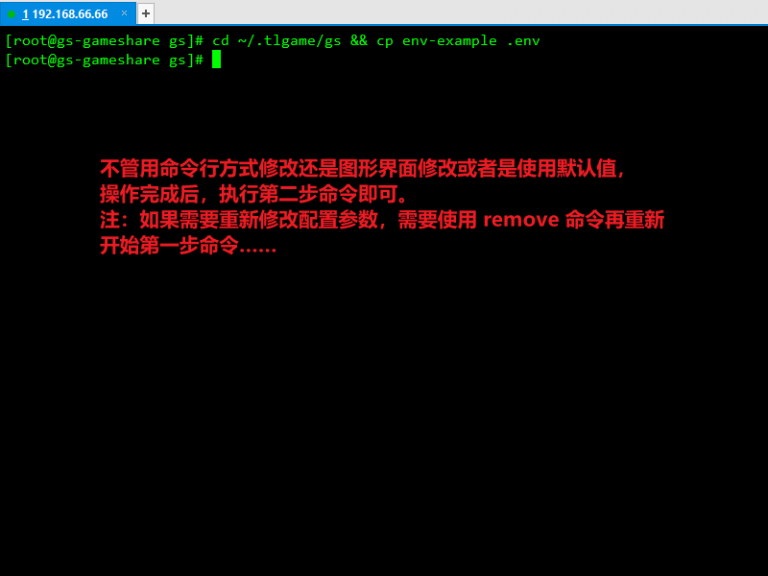 1 192.168.66.66 × +
[root@gs-gameshare gs]# cd ~/.tlgame/gs && cp env-example .env
[root@gs-gameshare gs]#
不管用命令行方式修改还是图形界面修改或者是使用默认值，
操作完成后，执行第二步命令即可。
注：如果需要重新修改配置参数，需要使用 remove 命令再重新
开始第一步命令……